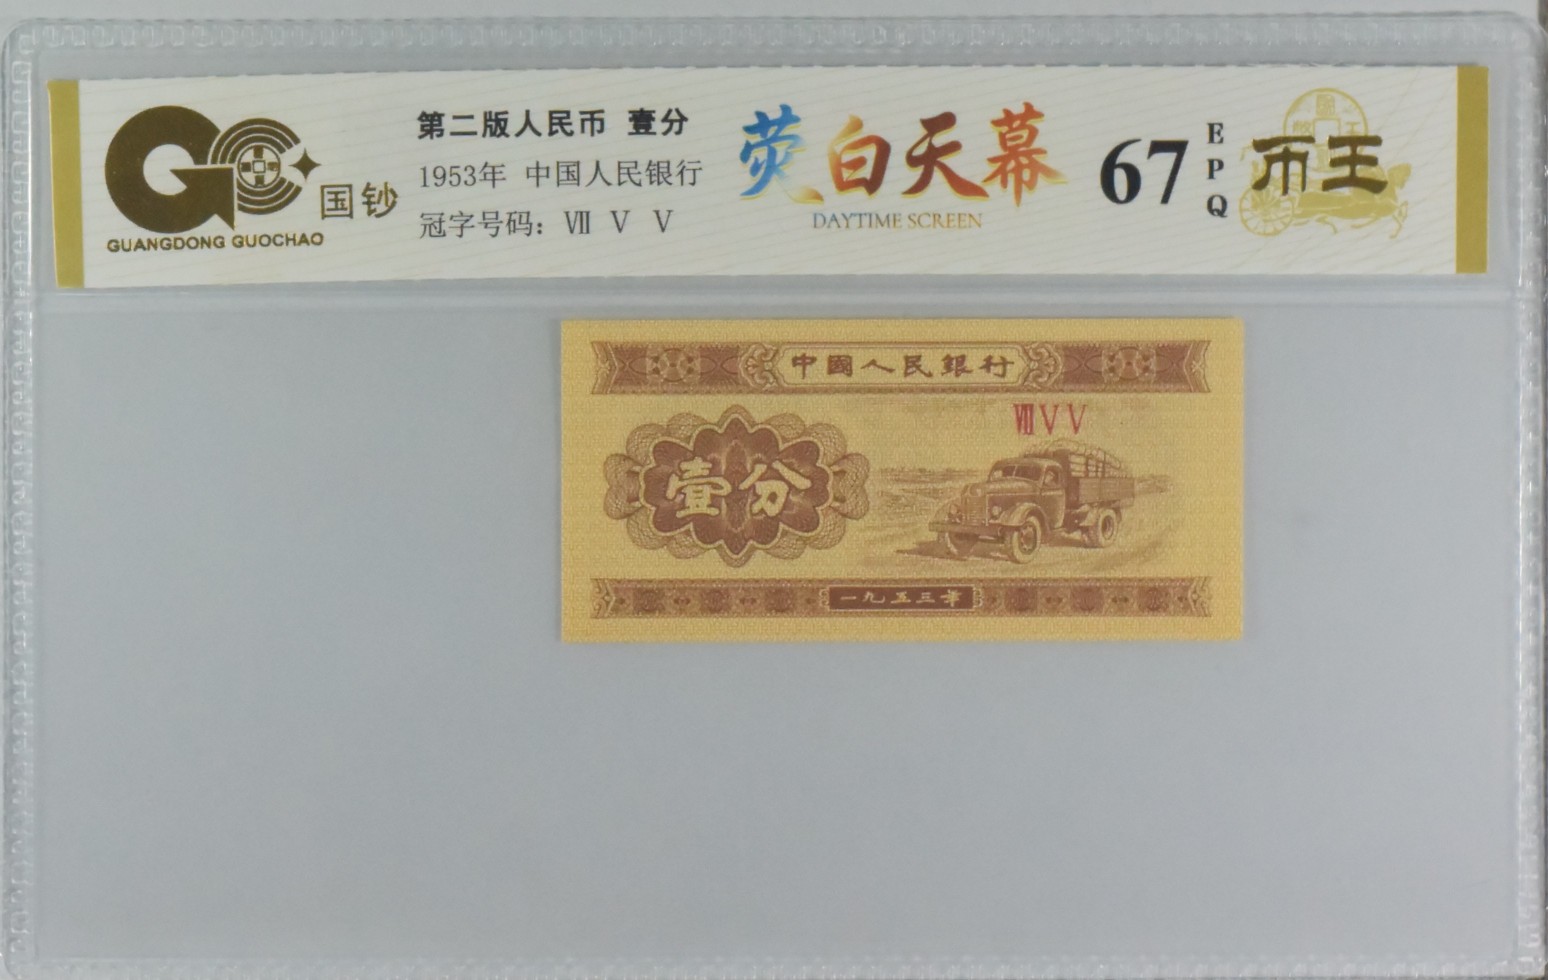 国钞
GUANGDONG GUOCHAO
第二版人民币 壹分
1953年 中国人民银行
冠字号码：Ⅶ Ⅴ Ⅴ
荧白天幕
DAYTIME SCREEN
67
EPQ
币王
中國人民銀行
ⅦⅤⅤ
壹分
一九五三年